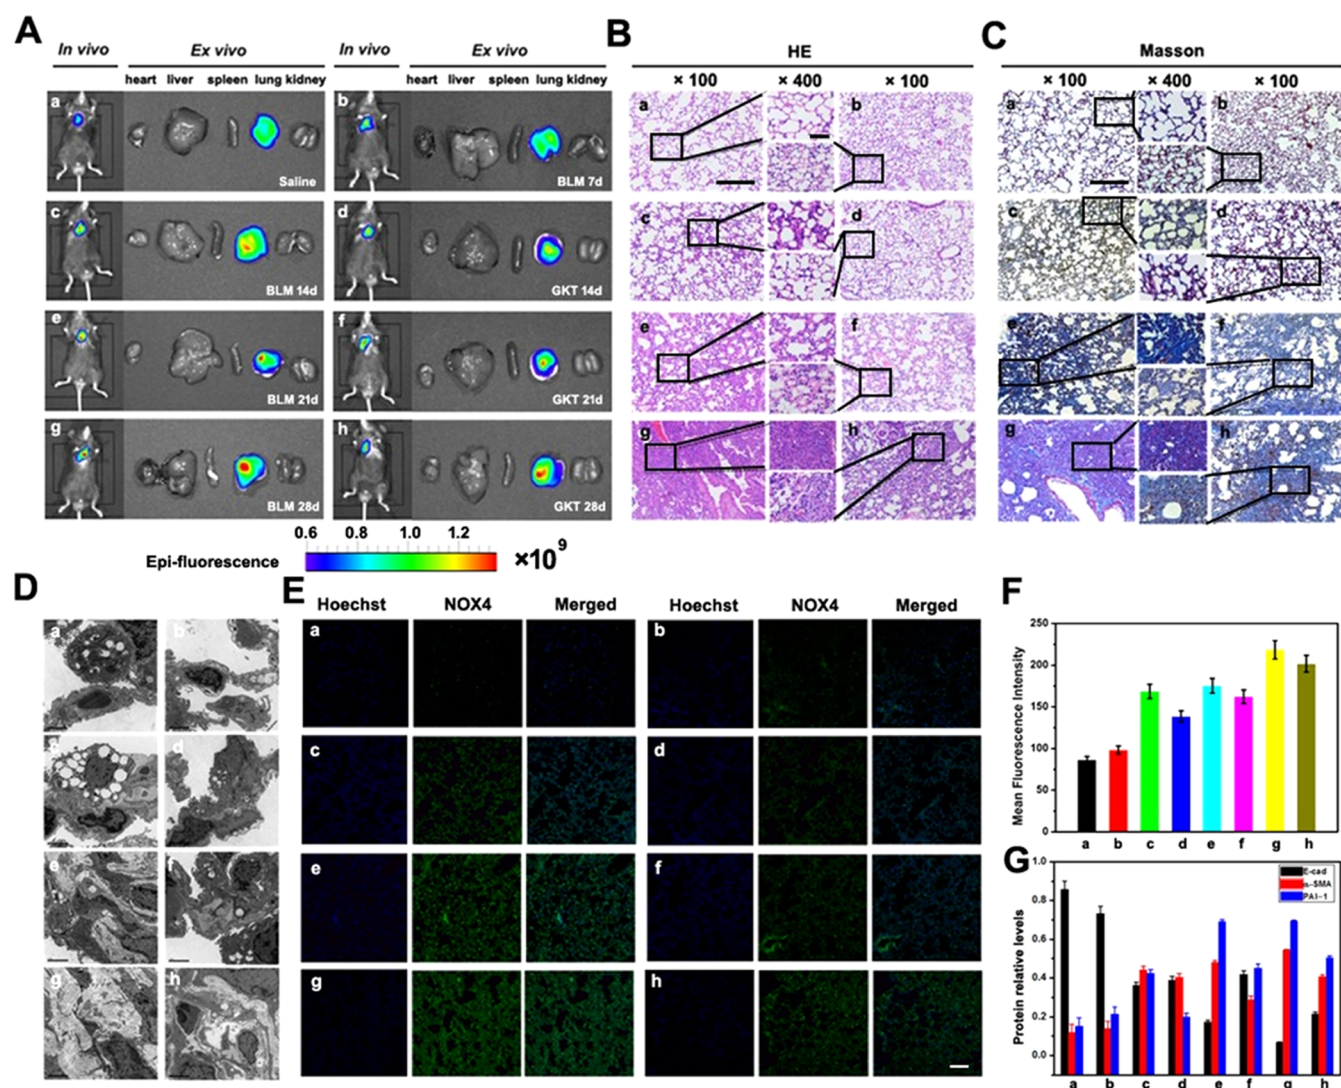 A
In vivo Ex vivo In vivo Ex vivo
heart liver spleen lung kidney heart liver spleen lung kidney
a b
Saline BLM 7d
c d
BLM 14d GKT 14d
e f
BLM 21d GKT 21d
g h
BLM 28d GKT 28d
0.6 0.8 1.0 1.2
Epi-fluorescence ×10⁹
B
HE
× 100 × 400 × 100
a b
c d
e f
g h
C
Masson
× 100 × 400 × 100
a b
c d
e f
g h
D
a b
d
e f
g h
E
Hoechst NOX4 Merged Hoechst NOX4 Merged
a b
c d
e f
g h
F
Mean Fluorescence Intensity
250
200
150
100
50
0
a b c d e f g h
G
Protein relative levels
1.0
0.8
0.6
0.4
0.2
0.0
E-cad
α-SMA
PAI-1
a b c d e f g h